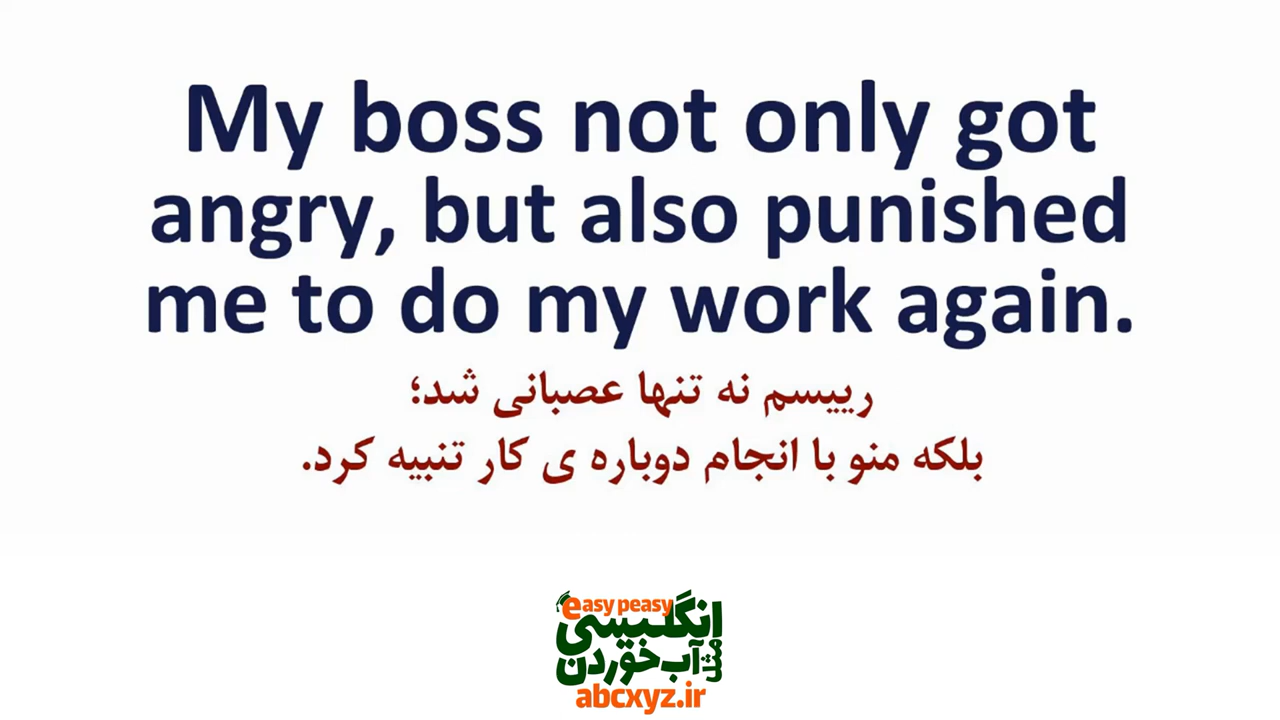 My boss not only got
angry, but also punished
me to do my work again.
رییسم نه تنها عصبانی شد؛
بلکه منو با انجام دوباره ی کار تنبیه کرد.
easy peasy
انگلیسی
مثل آب خوردن
abcxyz.ir